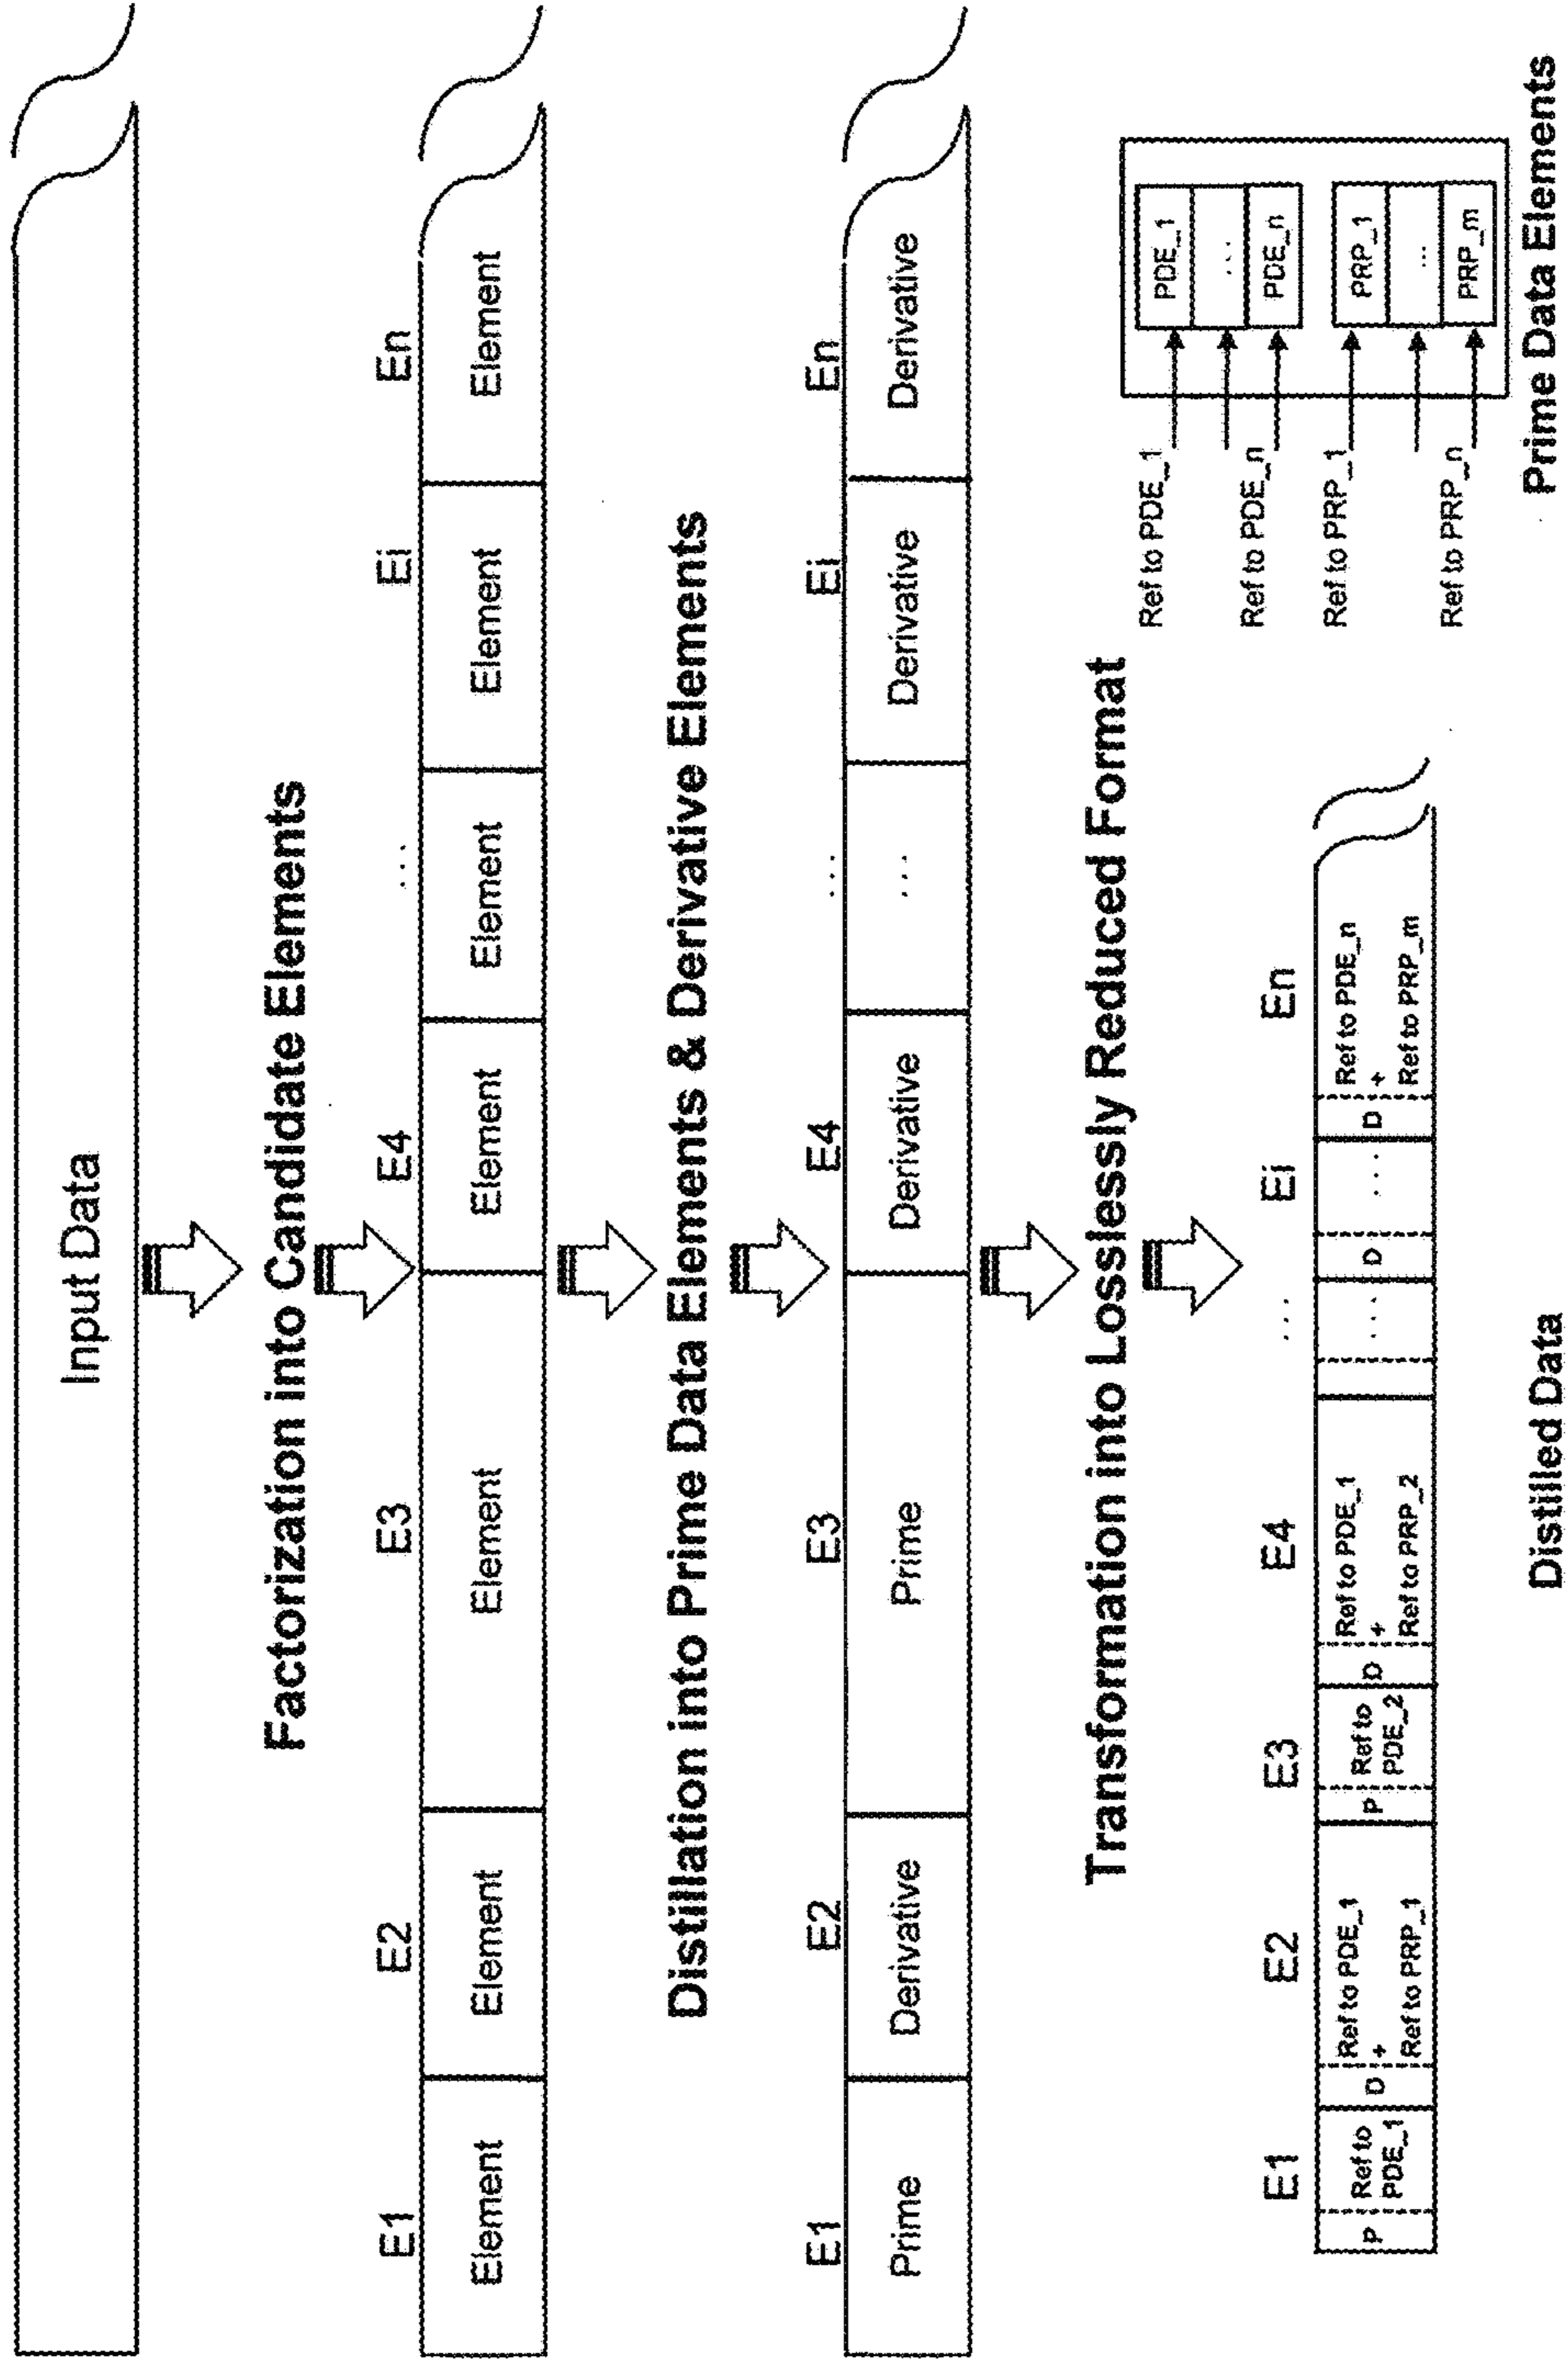 Input Data
Factorization into Candidate Elements
E1 E2 E3 E4 ... Ei En
Element Element Element Element Element Element Element
Distillation into Prime Data Elements & Derivative Elements
E1 E2 E3 E4 ... Ei En
Prime Derivative Prime Derivative ... Derivative Derivative
Transformation into Losslessly Reduced Format
E1 E2 E3 E4 ... Ei En
P
Ref to
PDE_1
D
Ref to PDE_1
+
Ref to PRP_1
P
Ref to
PDE_2
D
Ref to PDE_1
+
Ref to PRP_2
...
D
...
D
Ref to PDE_n
+
Ref to PRP_m
Distilled Data
Ref to PDE_1
Ref to PDE_n
Ref to PRP_1
Ref to PRP_n
PDE_1
...
PDE_n
PRP_1
...
PRP_m
Prime Data Elements